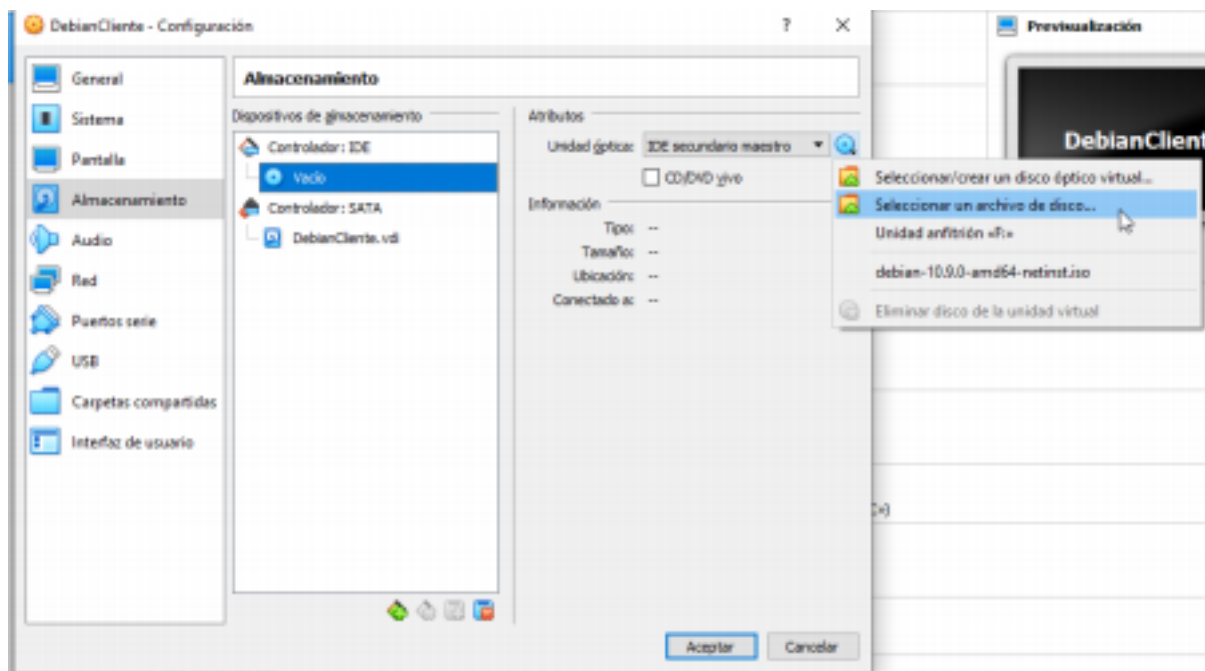 DebianCliente - Configuración
?
Previsualización
General
Sistema
Pantalla
Almacenamiento
Audio
Red
Puertos serie
USB
Carpetas compartidas
Interfaz de usuario
Almacenamiento
Dispositivos de almacenamiento
Controlador: IDE
Vacío
Controlador: SATA
DebianCliente.vdi
Atributos
Unidad óptica: IDE secundario maestro
CD/DVD vivo
Información
Tipo: --
Tamaño: --
Ubicación: --
Conectado a: --
Seleccionar/crear un disco óptico virtual...
Seleccionar un archivo de disco...
Unidad anfitrión «F:»
debian-10.9.0-amd64-netinst.iso
Eliminar disco de la unidad virtual
DebianClient
Aceptar
Cancelar